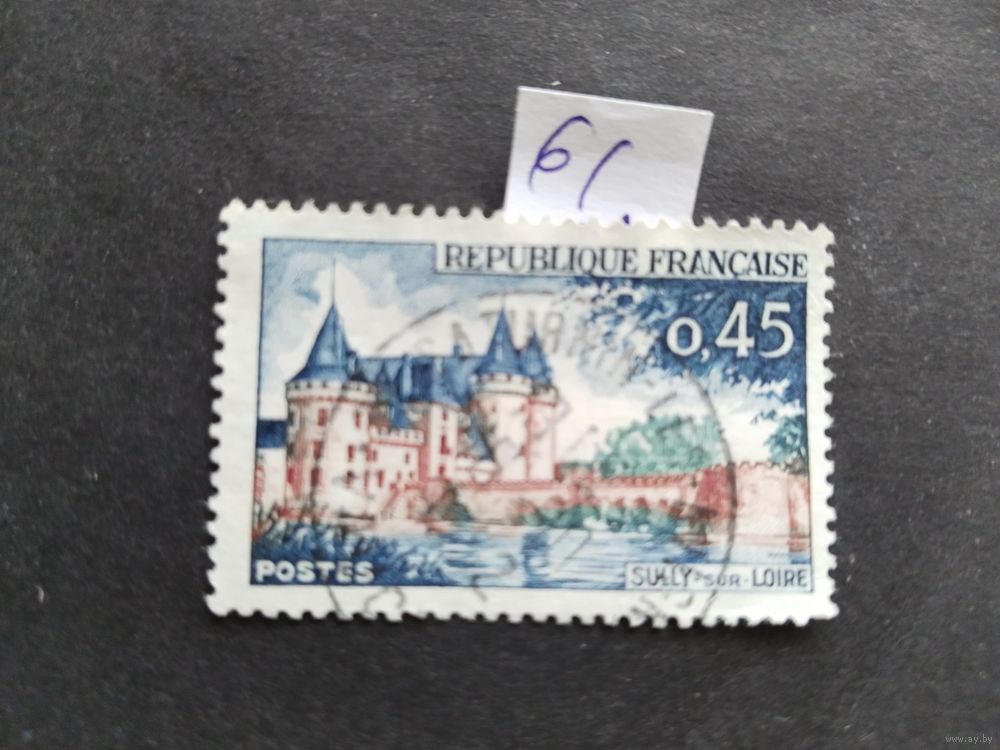 61.
REPUBLIQUE FRANÇAISE
0,45
POSTES
SULLY-SUR-LOIRE
www.ay.by